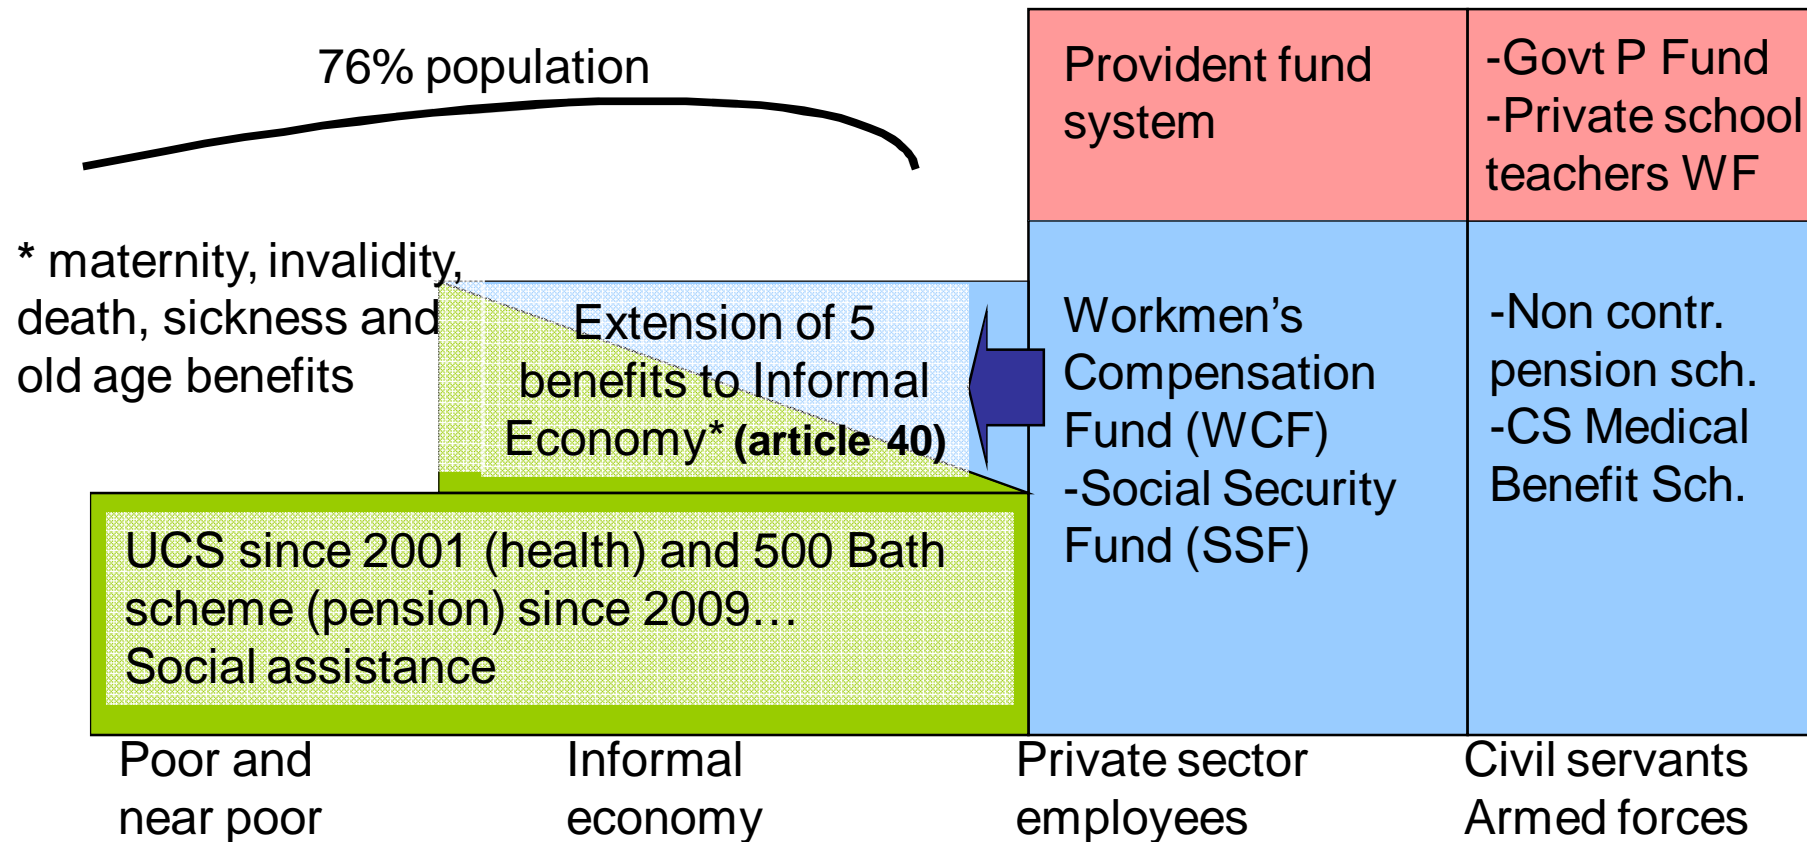 76% population
* maternity, invalidity,
death, sickness and
old age benefits
Extension of 5
benefits to Informal
Economy* (article 40)
UCS since 2001 (health) and 500 Bath
scheme (pension) since 2009…
Social assistance
Provident fund
system
-Govt P Fund
-Private school
teachers WF
Workmen’s
Compensation
Fund (WCF)
-Social Security
Fund (SSF)
-Non contr.
pension sch.
-CS Medical
Benefit Sch.
Poor and
near poor
Informal
economy
Private sector
employees
Civil servants
Armed forces